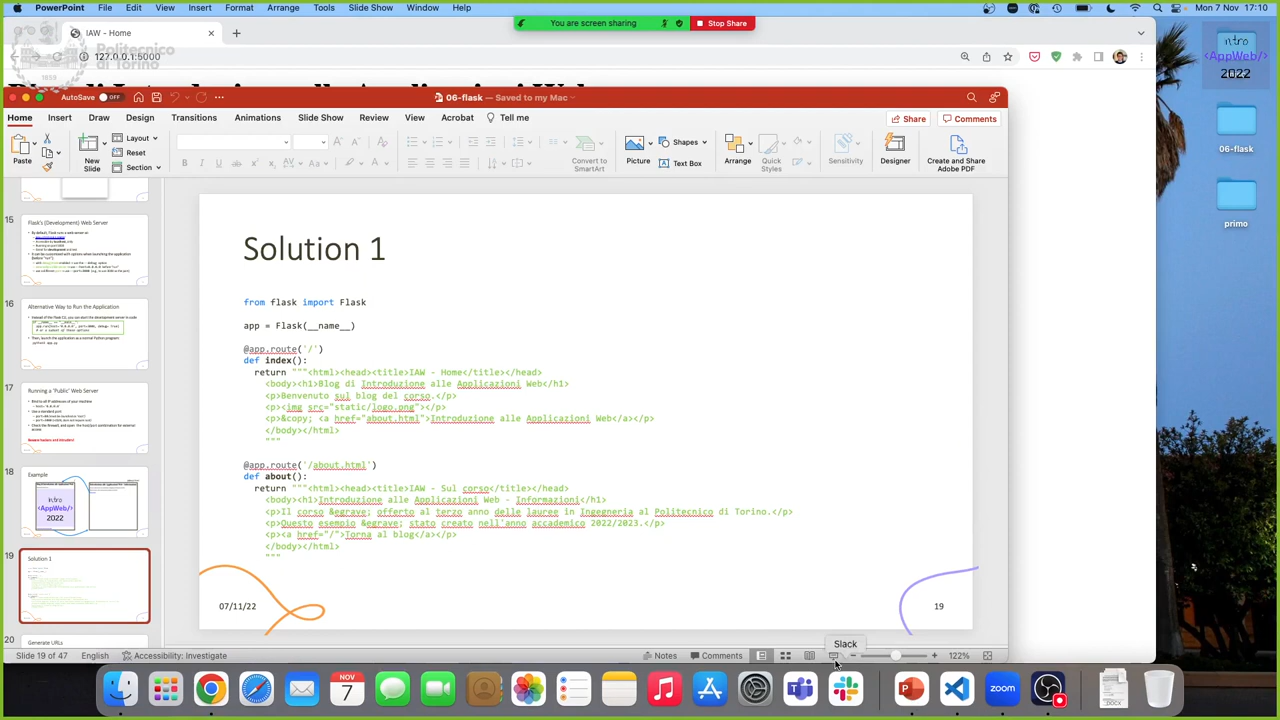 PowerPoint File Edit View Insert Format Arrange Tools Slide Show Window Help
Mon 7 Nov 17:10
You are screen sharing Stop Share
IAW - Home
127.0.0.1:5000
Politecnico
di Torino
1859
intro
<AppWeb/>
2022
AutoSave OFF
06-flask — Saved to my Mac
Home Insert Draw Design Transitions Animations Slide Show Review View Acrobat Tell me
Share Comments
Paste
New
Slide
Layout
Reset
Section
Convert to
SmartArt
Picture
Shapes
Text Box
Arrange
Quick
Styles
Sensitivity
Designer
Create and Share
Adobe PDF
06-flask
primo
15
Flask's (Development) Web Server
16
Alternative Way to Run the Application
17
Running a "Public" Web Server
18
Example
intro
<AppWeb/>
2022
19
Solution 1
20
Generate URLs
Solution 1
from flask import Flask
app = Flask(__name__)
@app.route('/')
def index():
return """<html><head><title>IAW - Home</title></head>
<body><h1>Blog di Introduzione alle Applicazioni Web</h1>
<p>Benvenuto sul blog del corso.</p>
<p><img src="static/logo.png"></p>
<p>&copy; <a href="about.html">Introduzione alle Applicazioni Web</a></p>
</body></html>
"""
@app.route('/about.html')
def about():
return """<html><head><title>IAW - Sul corso</title></head>
<body><h1>Introduzione alle Applicazioni Web - Informazioni</h1>
<p>Il corso &egrave; offerto al terzo anno delle lauree in Ingegneria al Politecnico di Torino.</p>
<p>Questo esempio &egrave; stato creato nell'anno accademico 2022/2023.</p>
<p><a href="/">Torna al blog</a></p>
</body></html>
"""
07/11/22
19
Slack
Slide 19 of 47 English Accessibility: Investigate
Notes Comments
122%
NOV
7
zoom
DOCX